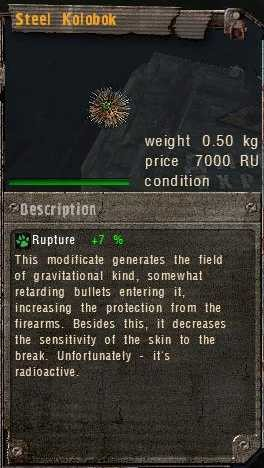 Steel Kolobok
weight 0.50 kg
price 7000 RU
condition
Description
Rupture +7 %
This modificate generates the field
of gravitational kind, somewhat
retarding bullets entering it,
increasing the protection from the
firearms. Besides this, it decreases
the sensitivity of the skin to the
break. Unfortunately - it's
radioactive.